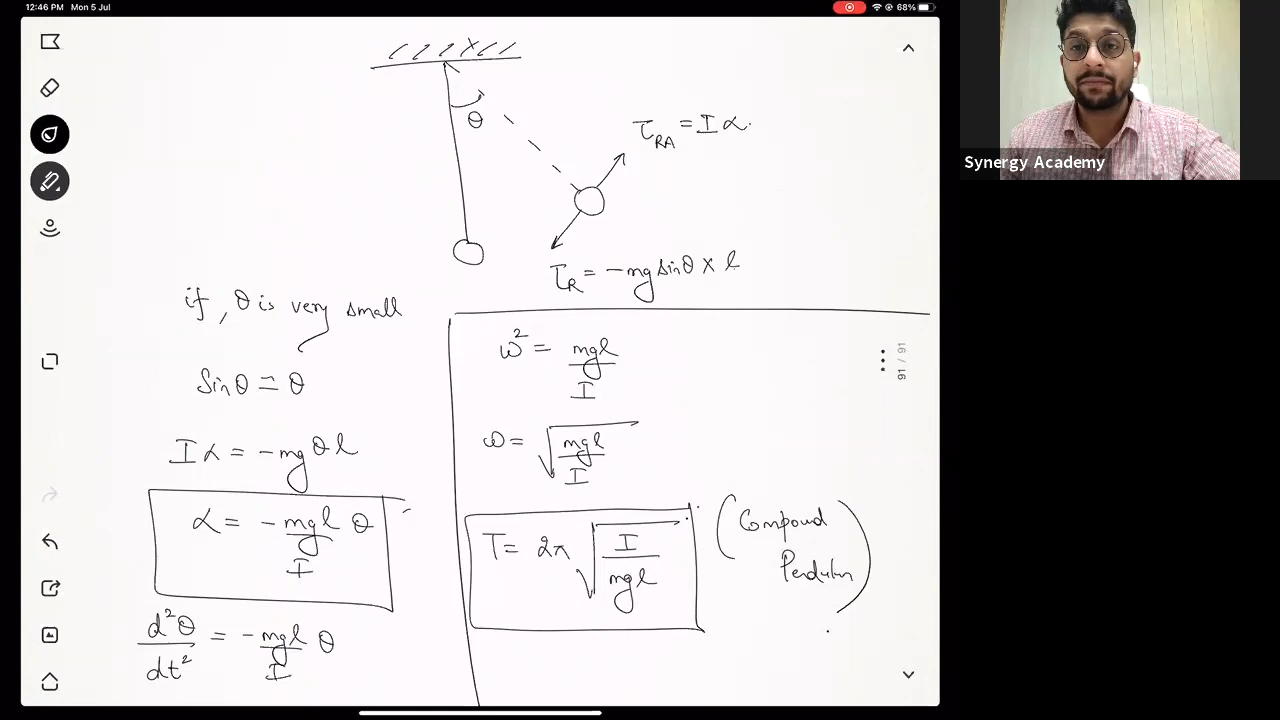 12:46 PM Mon 5 Jul
68%
θ
τ_RA = Iα.
τ_R = -mg sinθ × l
if, θ is very small
Sinθ = θ
Iα = -mgθl
α = -mgl/I θ
d²θ/dt² = -mgl/I θ
ω² = mgl/I
ω = √(mgl/I)
T = 2π √(I/mgl)
(Compound
Pendulum)
91 / 91
Synergy Academy